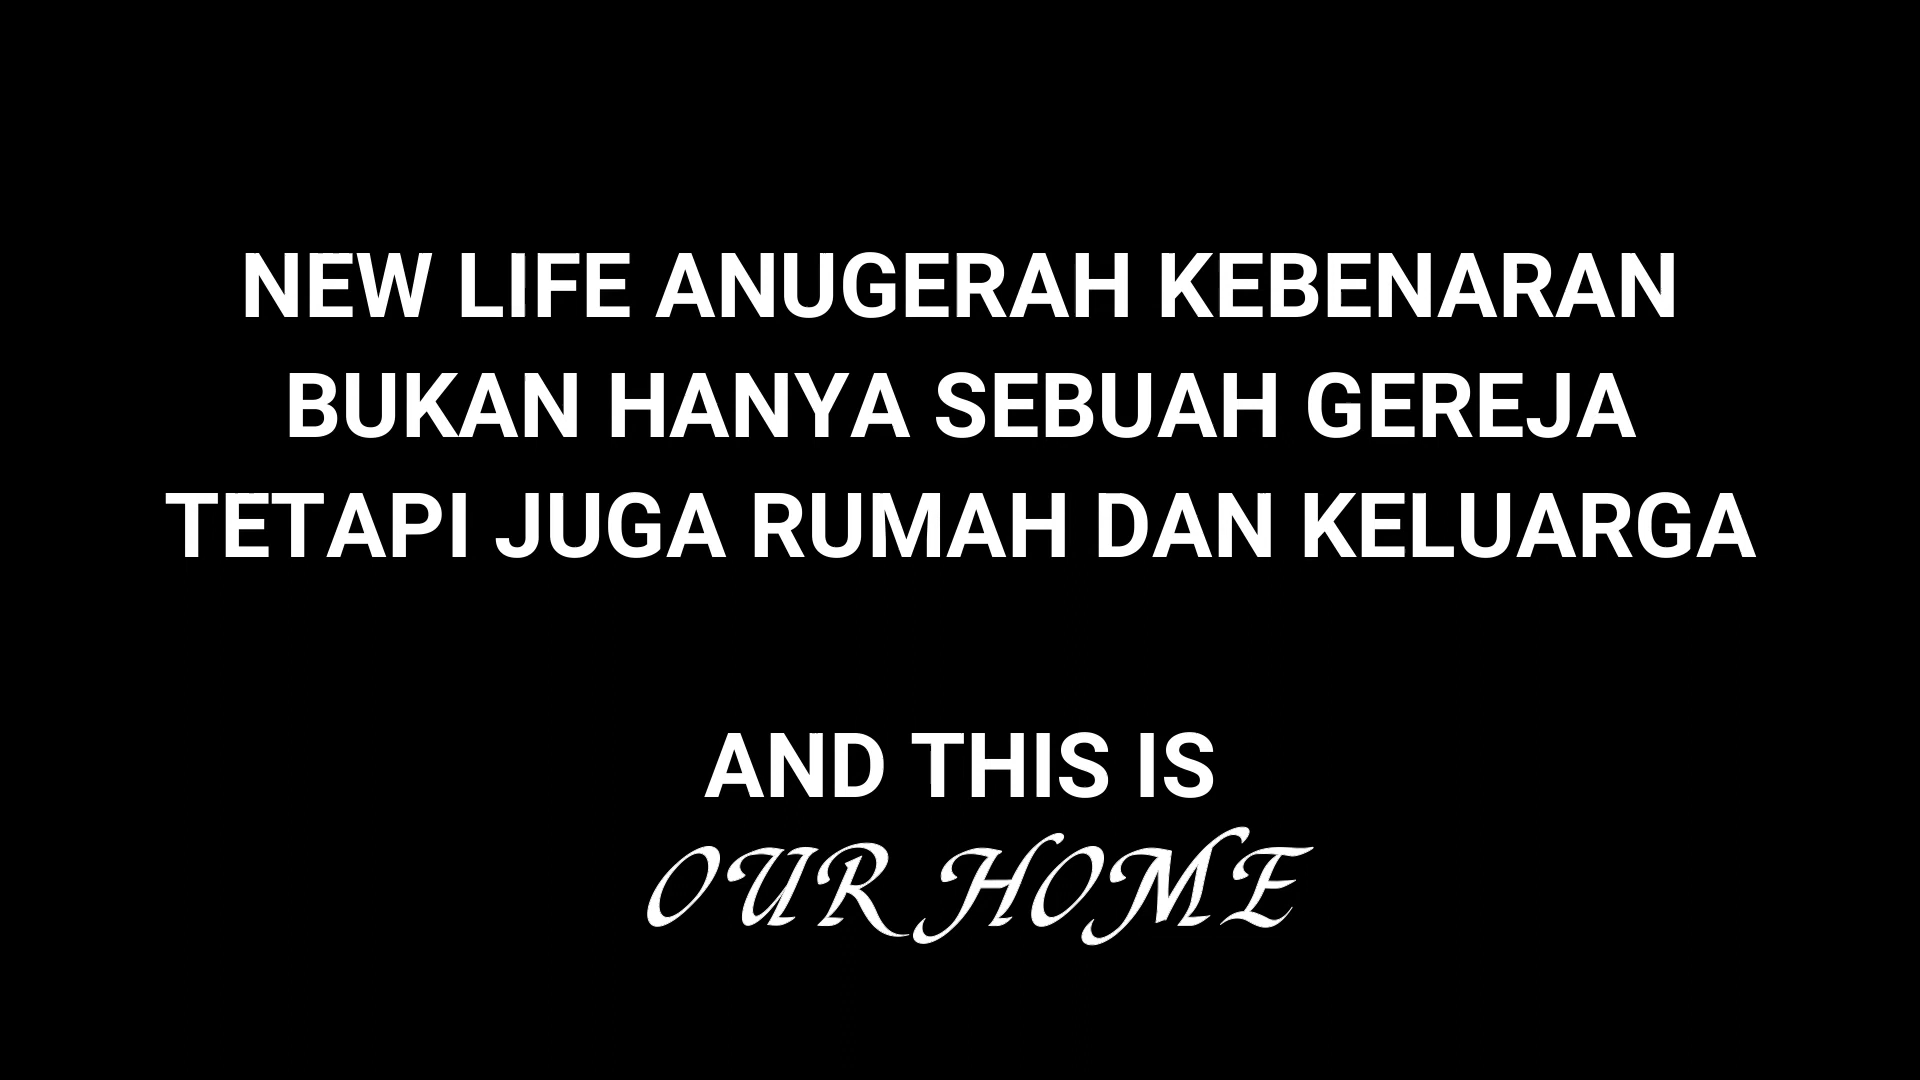 NEW LIFE ANUGERAH KEBENARAN
BUKAN HANYA SEBUAH GEREJA
TETAPI JUGA RUMAH DAN KELUARGA
AND THIS IS
OUR HOME